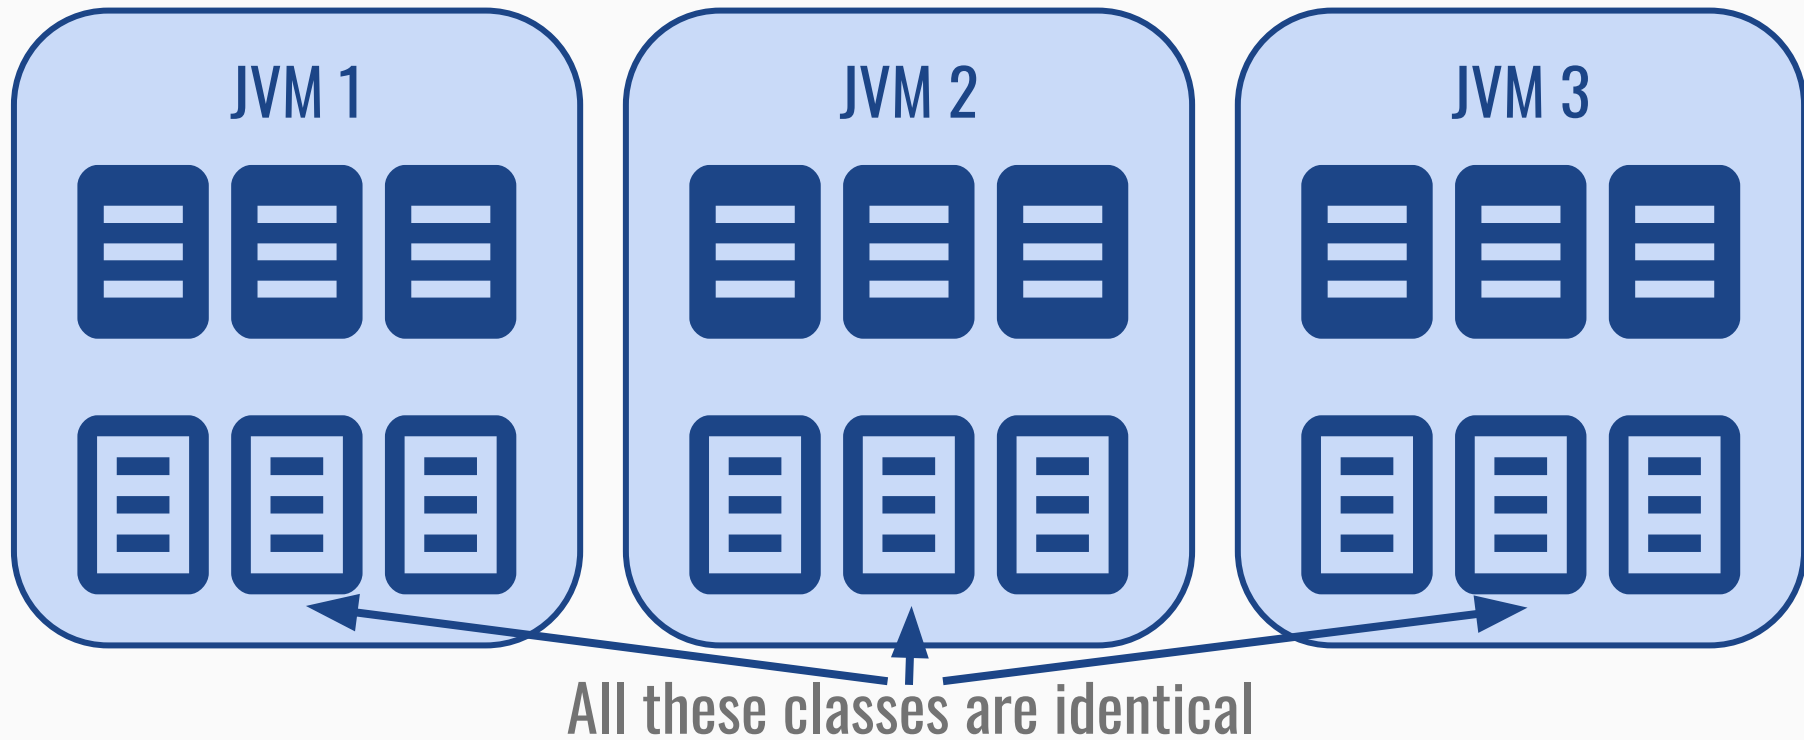 JVM 1
JVM 2
JVM 3
All these classes are identical